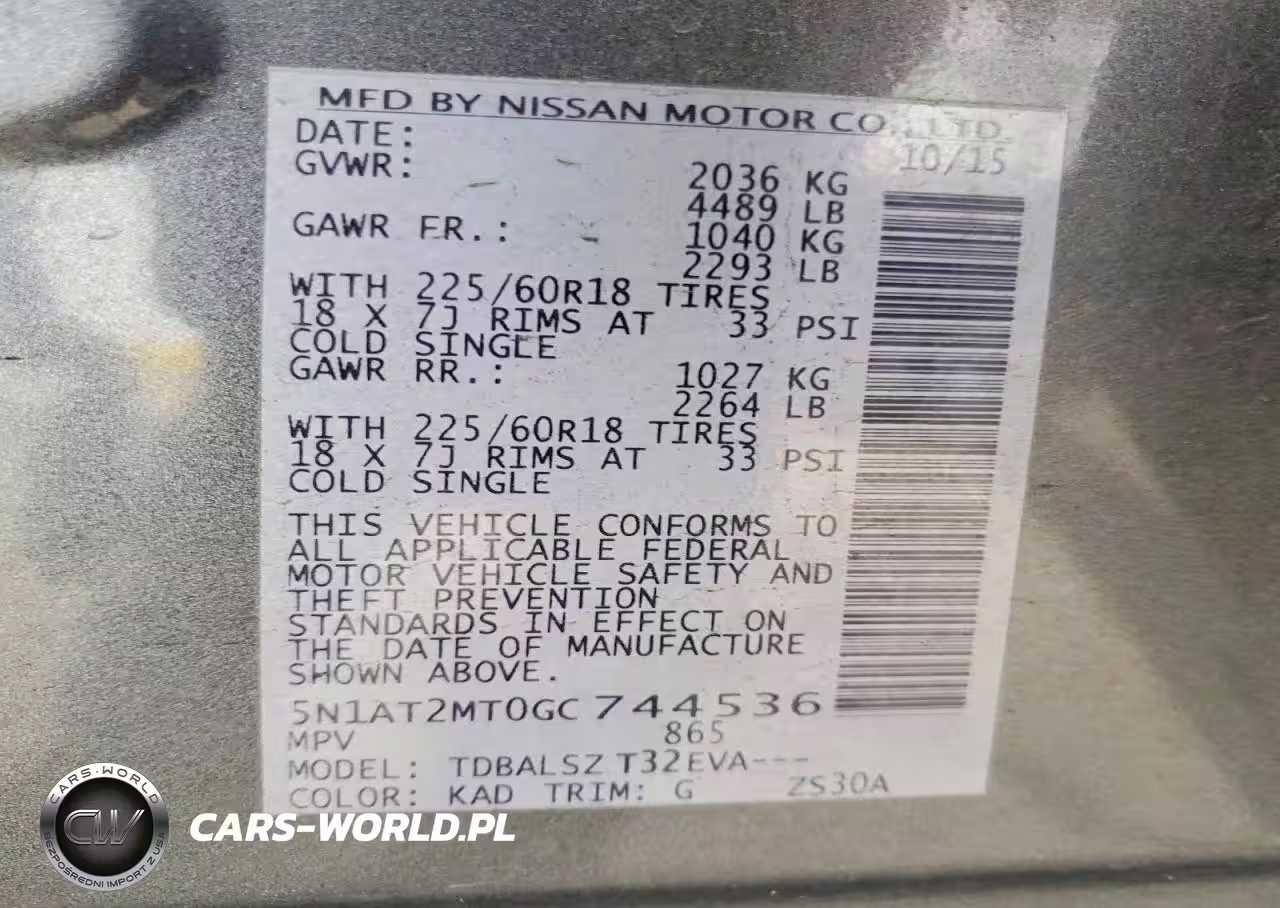 MFD BY NISSAN MOTOR CO., LTD.
DATE: 10/15
GVWR: 2036 KG
4489 LB
GAWR FR.: 1040 KG
2293 LB
WITH 225/60R18 TIRES
18 X 7J RIMS AT 33 PSI
COLD SINGLE
GAWR RR.: 1027 KG
2264 LB
WITH 225/60R18 TIRES
18 X 7J RIMS AT 33 PSI
COLD SINGLE
THIS VEHICLE CONFORMS TO
ALL APPLICABLE FEDERAL
MOTOR VEHICLE SAFETY AND
THEFT PREVENTION
STANDARDS IN EFFECT ON
THE DATE OF MANUFACTURE
SHOWN ABOVE.
5N1AT2MT0GC744536
MPV 865
MODEL: TDBALSZ T32EVA---
COLOR: KAD TRIM: G ZS30A
CARS-WORLD
CW
BEZPOŚREDNI IMPORT Z USA
CARS-WORLD.PL